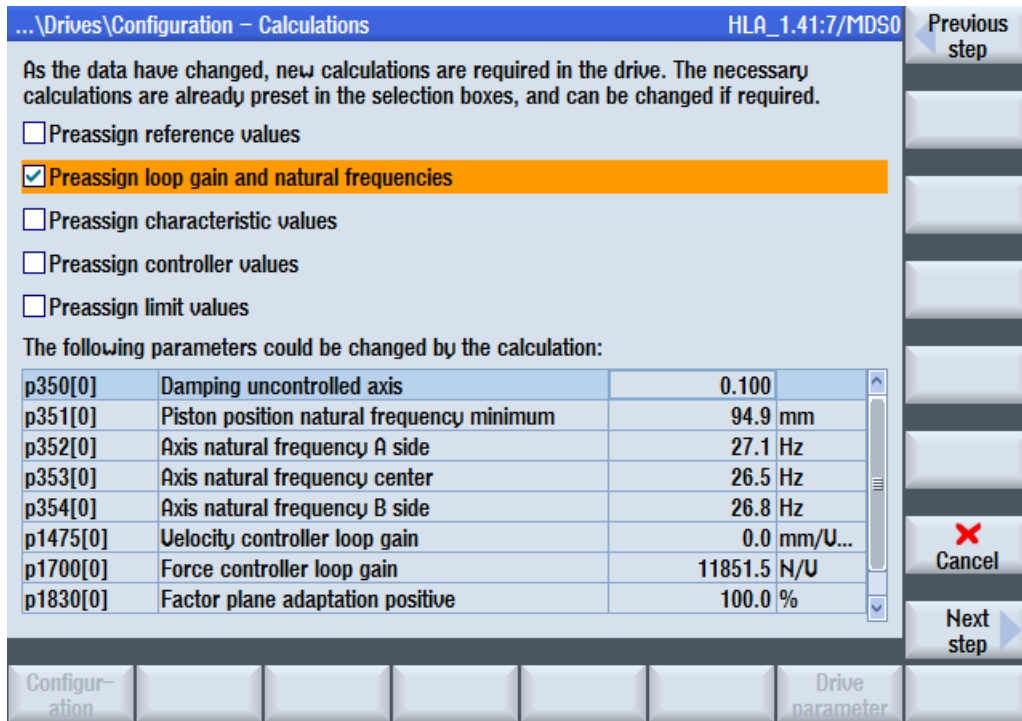 ...\Drives\Configuration - Calculations HLA_1.41:7/MDS0
As the data have changed, new calculations are required in the drive. The necessary
calculations are already preset in the selection boxes, and can be changed if required.
Preassign reference values
Preassign loop gain and natural frequencies
Preassign characteristic values
Preassign controller values
Preassign limit values
The following parameters could be changed by the calculation:
p350[0] Damping uncontrolled axis 0.100
p351[0] Piston position natural frequency minimum 94.9 mm
p352[0] Axis natural frequency A side 27.1 Hz
p353[0] Axis natural frequency center 26.5 Hz
p354[0] Axis natural frequency B side 26.8 Hz
p1475[0] Velocity controller loop gain 0.0 mm/V...
p1700[0] Force controller loop gain 11851.5 N/V
p1830[0] Factor plane adaptation positive 100.0 %
Previous
step
Cancel
Next
step
Configur-
ation
Drive
parameter